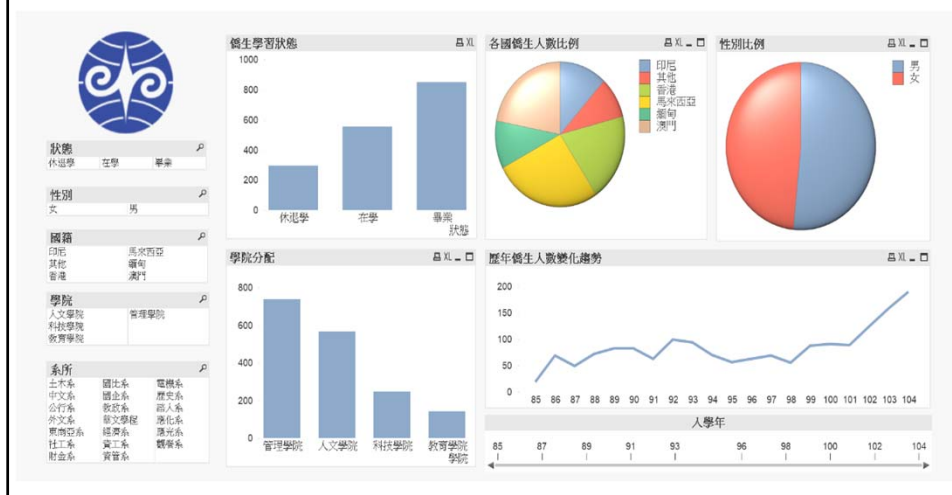 狀態
休退學 在學 畢業
性別
女 男
國籍
印尼 馬來西亞
其他 緬甸
香港 澳門
學院
人文學院 管理學院
科技學院
教育學院
系所
土木系 國比系 電機系
中文系 國企系 歷史系
公行系 教政系 諮人系
外文系 華文學程 應化系
東南亞系 經濟系 應光系
社工系 資工系 觀餐系
財金系 資管系
僑生學習狀態 XL
1000
800
600
400
200
0
休退學 在學 畢業
狀態
各國僑生人數比例 XL
印尼
其他
香港
馬來西亞
緬甸
澳門
性別比例 XL
男
女
學院分配 XL
800
600
400
200
0
管理學院 人文學院 科技學院 教育學院
學院
歷年僑生人數變化趨勢 XL
200
150
100
50
0
85 86 87 88 89 90 91 92 93 94 95 96 97 98 99 100 101 102 103 104
入學年
85 87 89 91 93 96 98 100 102 104